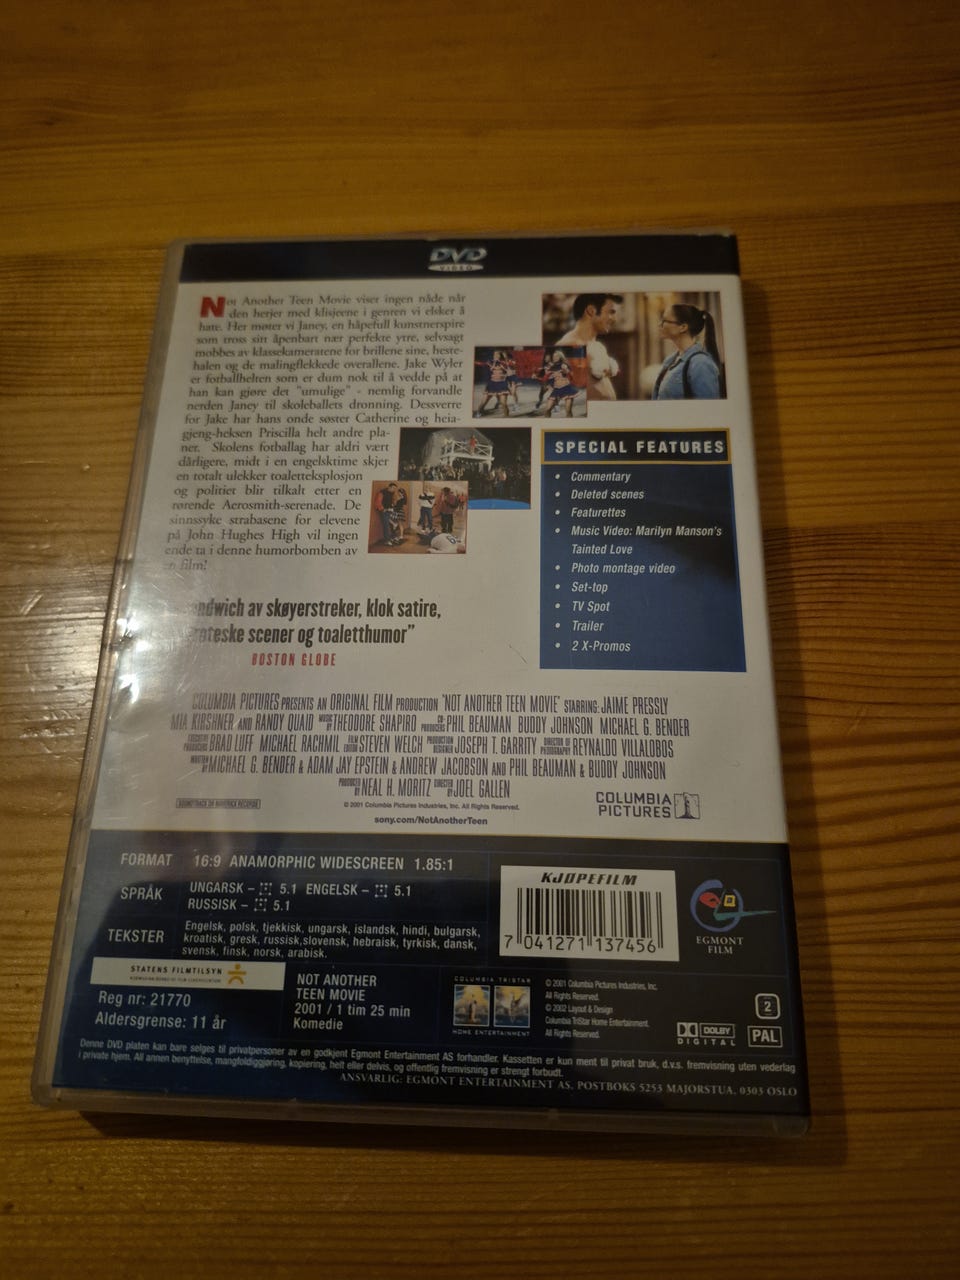 DVD
VIDEO
Not Another Teen Movie viser ingen nåde når
den herjer med klisjeene i genren vi elsker å
hate. Her møter vi Janey, en håpefull kunstnerspire
som tross sitt åpenbart nær perfekte ytre, selvsagt
mobbes av klassekameratene for brillene sine, heste-
halen og de malingflekkede overallene. Jake Wyler
er fotballhelten som er dum nok til å vedde på at
han kan gjøre det "umulige" - nemlig forvandle
nerden Janey til skoleballets dronning. Dessverre
for Jake har hans onde søster Catherine og heia-
gjeng-heksen Priscilla helt andre pla-
ner. Skolens fotballag har aldri vært
dårligere, midt i en engelsktime skjer
en totalt ulekker toaletteksplosjon
og politiet blir tilkalt etter en
rørende Aerosmith-serenade. De
sinnssyke strabasene for elevene
på John Hughes High vil ingen
ende ta i denne humorbomben av
film!
SPECIAL FEATURES
• Commentary
• Deleted scenes
• Featurettes
• Music Video: Marilyn Manson's
Tainted Love
• Photo montage video
• Set-top
• TV Spot
• Trailer
• 2 X-Promos
av skøyerstreker, klok satire,
scener og toaletthumor"
BOSTON GLOBE
COLUMBIA PICTURES PRESENTS AN ORIGINAL FILM PRODUCTION "NOT ANOTHER TEEN MOVIE" STARRING: JAIME PRESSLY
MIA KIRSHNER AND RANDY QUAID MUSIC BY THEODORE SHAPIRO CO-PRODUCERS PHIL BEAUMAN BUDDY JOHNSON MICHAEL G. BENDER
EXECUTIVE PRODUCERS BRAD LUFF MICHAEL RACHMIL FILM EDITOR STEVEN WELCH PRODUCTION DESIGNER JOSEPH T. GARRITY DIRECTOR OF PHOTOGRAPHY REYNALDO VILLALOBOS
WRITTEN BY MICHAEL G. BENDER & ADAM JAY EPSTEIN & ANDREW JACOBSON AND PHIL BEAUMAN & BUDDY JOHNSON
PRODUCED BY NEAL H. MORITZ DIRECTED BY JOEL GALLEN
SOUNDTRACK ON MAVERICK RECORDS
© 2001 Columbia Pictures Industries, Inc. All Rights Reserved.
sony.com/NotAnotherTeen
COLUMBIA
PICTURES
FORMAT 16:9 ANAMORPHIC WIDESCREEN 1.85:1
SPRÅK UNGARSK – 5.1 ENGELSK – 5.1
RUSSISK – 5.1
TEKSTER Engelsk, polsk, tjekkisk, ungarsk, islandsk, hindi, bulgarsk,
kroatisk, gresk, russisk,slovensk, hebraisk, tyrkisk, dansk,
svensk, finsk, norsk, arabisk.
KJØPEFILM
7 041271 137456
EGMONT
FILM
STATENS FILMTILSYN
Reg nr: 21770
Aldersgrense: 11 år
NOT ANOTHER
TEEN MOVIE
2001 / 1 tim 25 min
Komedie
COLUMBIA TRISTAR
HOME ENTERTAINMENT
© 2001 Columbia Pictures Industries, Inc.
All Rights Reserved.
© 2002 Layout & Design
Columbia TriStar Home Entertainment.
All Rights Reserved.
DOLBY
DIGITAL
2
PAL
Denne DVD platen kan bare selges til privatpersoner av en godkjent Egmont Entertainment AS forhandler. Kassetten er kun ment til privat bruk, d.v.s. fremvisning uten vederlag
i private hjem. All annen benyttelse, mangfoldiggjøring, kopiering, helt eller delvis, og offentlig fremvisning er strengt forbudt.
ANSVARLIG: EGMONT ENTERTAINMENT AS. POSTBOKS 5253 MAJORSTUA, 0303 OSLO